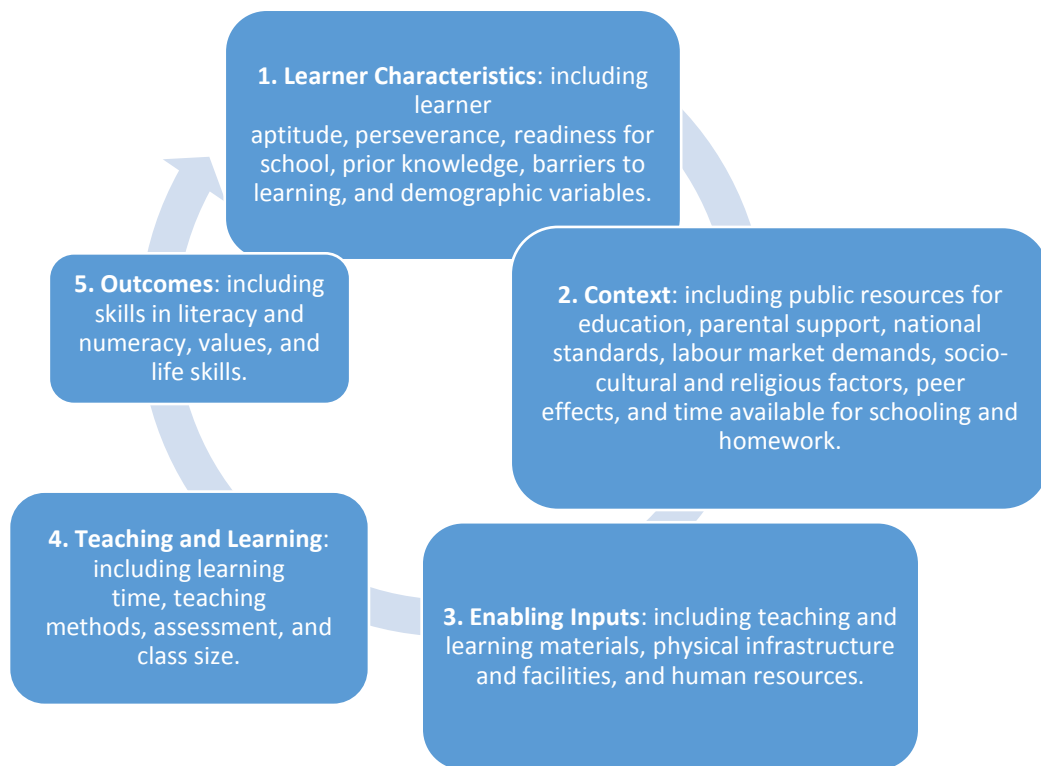 1. Learner Characteristics: including
learner
aptitude, perseverance, readiness for
school, prior knowledge, barriers to
learning, and demographic variables.
2. Context: including public resources for
education, parental support, national
standards, labour market demands, socio-
cultural and religious factors, peer
effects, and time available for schooling and
homework.
3. Enabling Inputs: including teaching and
learning materials, physical infrastructure
and facilities, and human resources.
4. Teaching and Learning:
including learning
time, teaching
methods, assessment, and
class size.
5. Outcomes: including
skills in literacy and
numeracy, values, and
life skills.